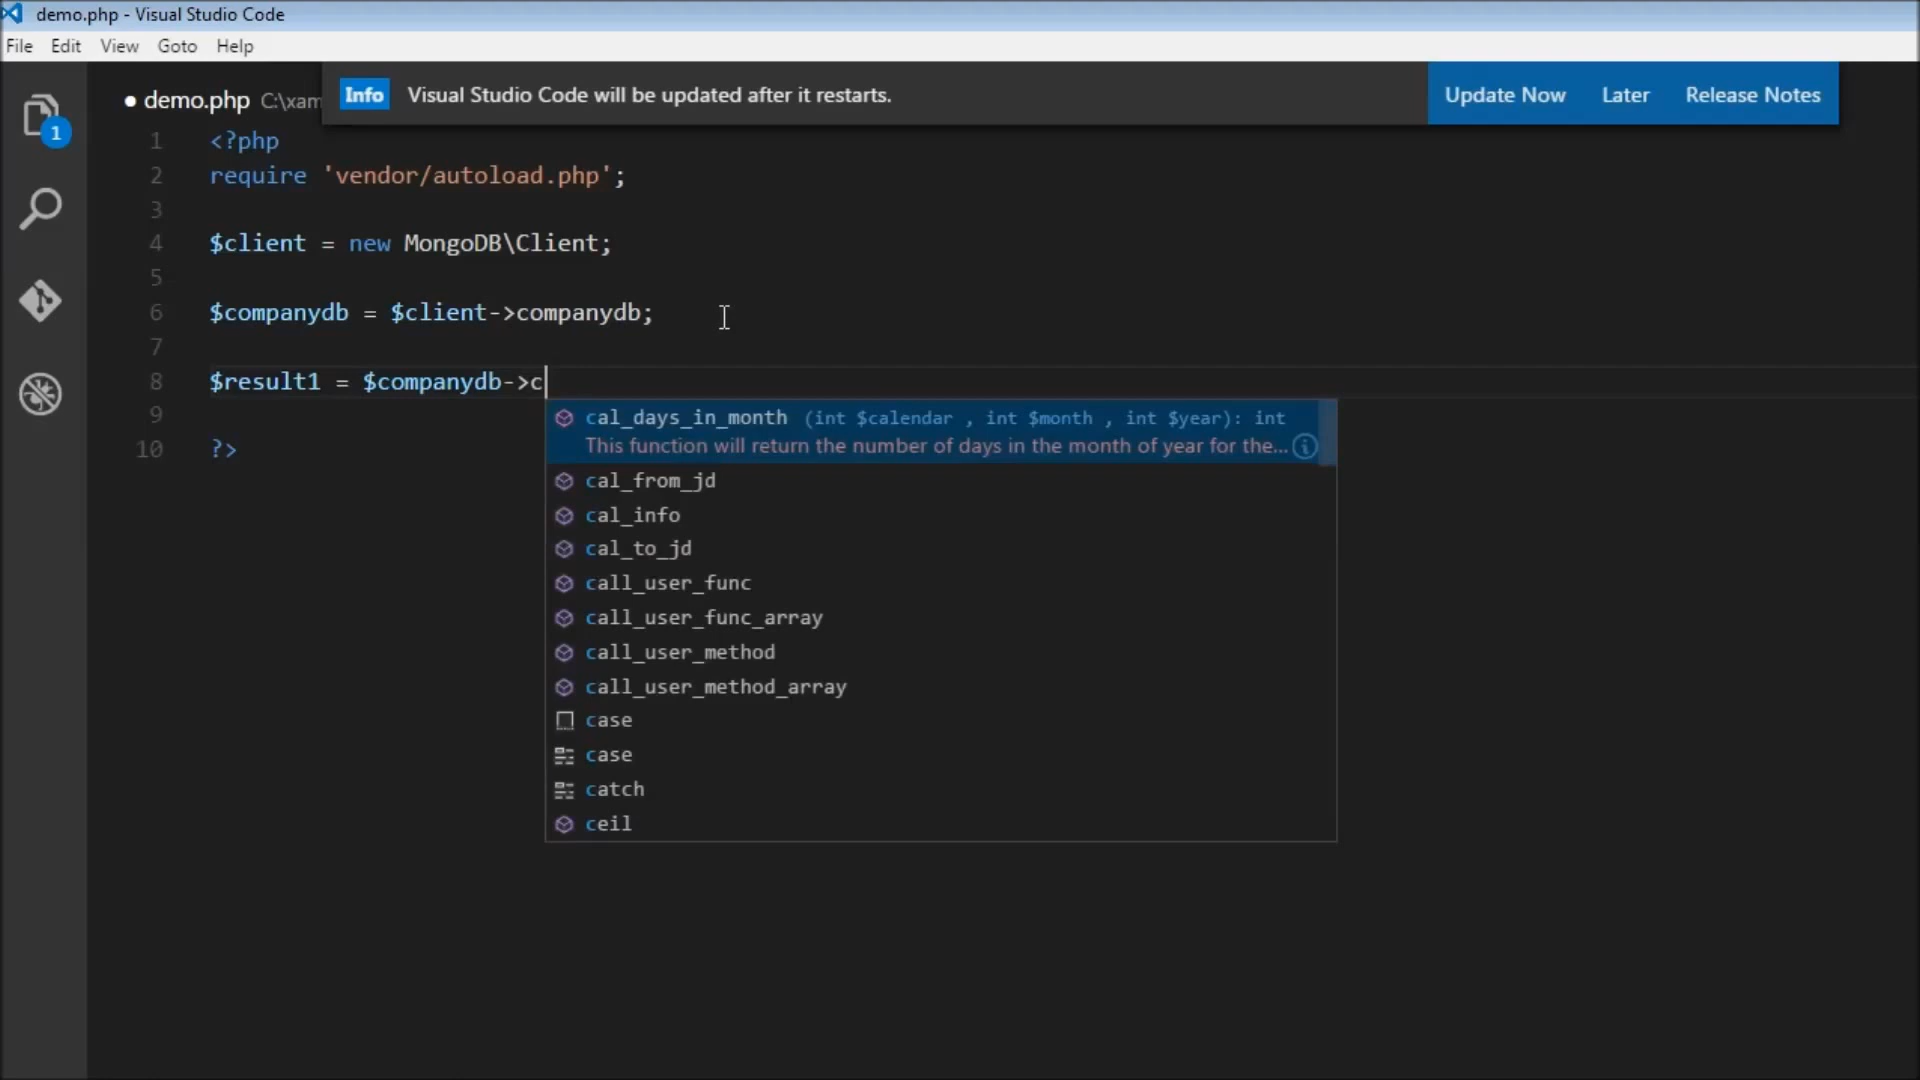 demo.php - Visual Studio Code
File Edit View Goto Help
● demo.php C:\xam
Info Visual Studio Code will be updated after it restarts. Update Now Later Release Notes
1
1 <?php
2 require 'vendor/autoload.php';
3
4 $client = new MongoDB\Client;
5
6 $companydb = $client->companydb;
7
8 $result1 = $companydb->c
9
10 ?>
cal_days_in_month (int $calendar , int $month , int $year): int
This function will return the number of days in the month of year for the...
cal_from_jd
cal_info
cal_to_jd
call_user_func
call_user_func_array
call_user_method
call_user_method_array
case
case
catch
ceil